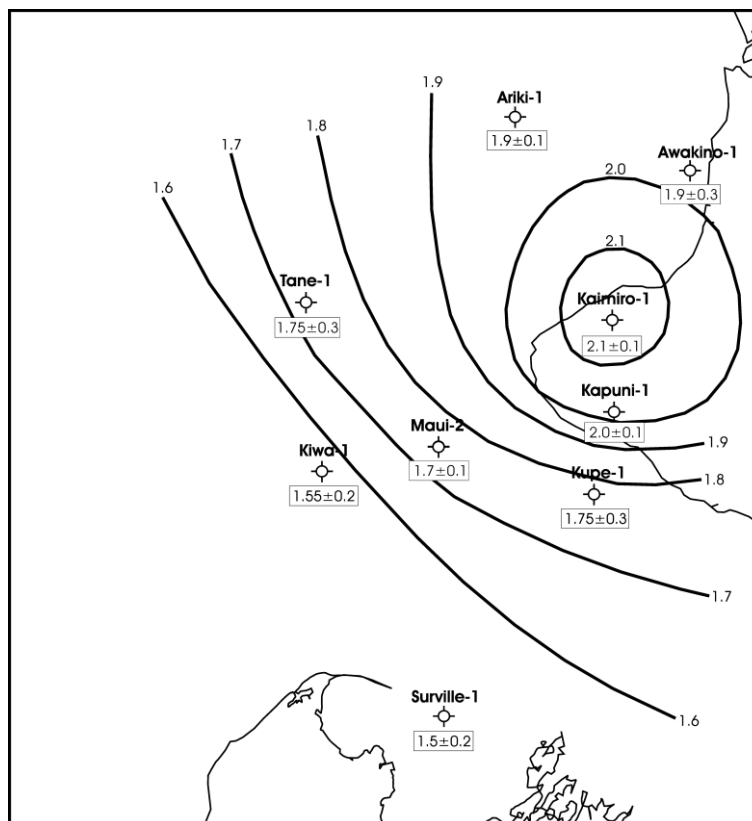 1.9
Ariki-1
1.9±0.1
1.8
1.7
Awakino-1
1.9±0.3
2.0
1.6
2.1
Tane-1
1.75±0.3
Kaimiro-1
2.1±0.1
Kapuni-1
2.0±0.1
Maui-2
1.7±0.1
1.9
Kiwa-1
1.55±0.2
Kupe-1
1.75±0.3
1.8
1.7
Surville-1
1.5±0.2
1.6